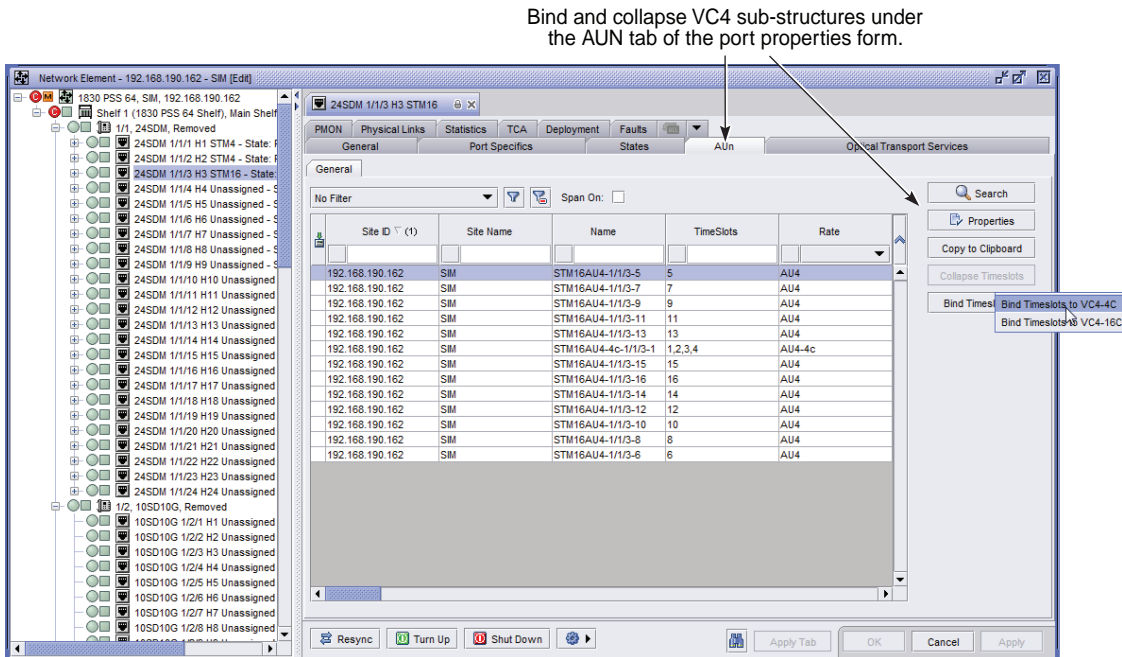 Bind and collapse VC4 sub-structures under
the AUN tab of the port properties form.
Network Element - 192.168.190.162 - SIM [Edit]
1830 PSS 64, SIM, 192.168.190.162
Shelf 1 (1830 PSS 64 Shelf), Main Shelf
1/1, 24SDM, Removed
24SDM 1/1/1 H1 STM4 - State:
24SDM 1/1/2 H2 STM4 - State:
24SDM 1/1/3 H3 STM16 - State:
24SDM 1/1/4 H4 Unassigned - S
24SDM 1/1/5 H5 Unassigned - S
24SDM 1/1/6 H6 Unassigned - S
24SDM 1/1/7 H7 Unassigned - S
24SDM 1/1/8 H8 Unassigned - S
24SDM 1/1/9 H9 Unassigned - S
24SDM 1/1/10 H10 Unassigned
24SDM 1/1/11 H11 Unassigned
24SDM 1/1/12 H12 Unassigned
24SDM 1/1/13 H13 Unassigned
24SDM 1/1/14 H14 Unassigned
24SDM 1/1/15 H15 Unassigned
24SDM 1/1/16 H16 Unassigned
24SDM 1/1/17 H17 Unassigned
24SDM 1/1/18 H18 Unassigned
24SDM 1/1/19 H19 Unassigned
24SDM 1/1/20 H20 Unassigned
24SDM 1/1/21 H21 Unassigned
24SDM 1/1/22 H22 Unassigned
24SDM 1/1/23 H23 Unassigned
24SDM 1/1/24 H24 Unassigned
1/2, 10SD10G, Removed
10SD10G 1/2/1 H1 Unassigned
10SD10G 1/2/2 H2 Unassigned
10SD10G 1/2/3 H3 Unassigned
10SD10G 1/2/4 H4 Unassigned
10SD10G 1/2/5 H5 Unassigned
10SD10G 1/2/6 H6 Unassigned
10SD10G 1/2/7 H7 Unassigned
10SD10G 1/2/8 H8 Unassigned
24SDM 1/1/3 H3 STM16
PMON Physical Links Statistics TCA Deployment Faults
General Port Specifics States AUn Optical Transport Services
General
No Filter Span On:
Site ID (1) Site Name Name TimeSlots Rate
192.168.190.162 SIM STM16AU4-1/1/3-5 5 AU4
192.168.190.162 SIM STM16AU4-1/1/3-7 7 AU4
192.168.190.162 SIM STM16AU4-1/1/3-9 9 AU4
192.168.190.162 SIM STM16AU4-1/1/3-11 11 AU4
192.168.190.162 SIM STM16AU4-1/1/3-13 13 AU4
192.168.190.162 SIM STM16AU4-4c-1/1/3-1 1,2,3,4 AU4-4c
192.168.190.162 SIM STM16AU4-1/1/3-15 15 AU4
192.168.190.162 SIM STM16AU4-1/1/3-16 16 AU4
192.168.190.162 SIM STM16AU4-1/1/3-14 14 AU4
192.168.190.162 SIM STM16AU4-1/1/3-12 12 AU4
192.168.190.162 SIM STM16AU4-1/1/3-10 10 AU4
192.168.190.162 SIM STM16AU4-1/1/3-8 8 AU4
192.168.190.162 SIM STM16AU4-1/1/3-6 6 AU4
Search
Properties
Copy to Clipboard
Collapse Timeslots
Bind Timesl
Bind Timeslots to VC4-4C
Bind Timeslots to VC4-16C
Resync Turn Up Shut Down Apply Tab OK Cancel Apply